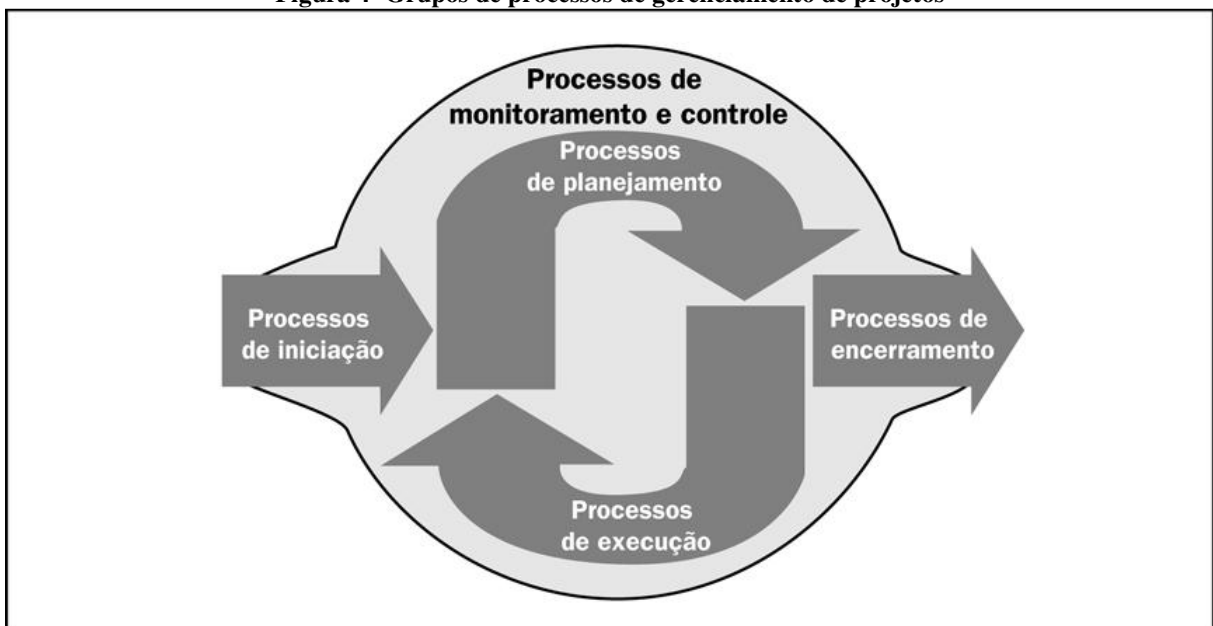 Figura 4- Grupos de processos de gerenciamento de projetos
Processos de
monitoramento e controle
Processos
de planejamento
Processos
de iniciação
Processos de
encerramento
Processos
de execução